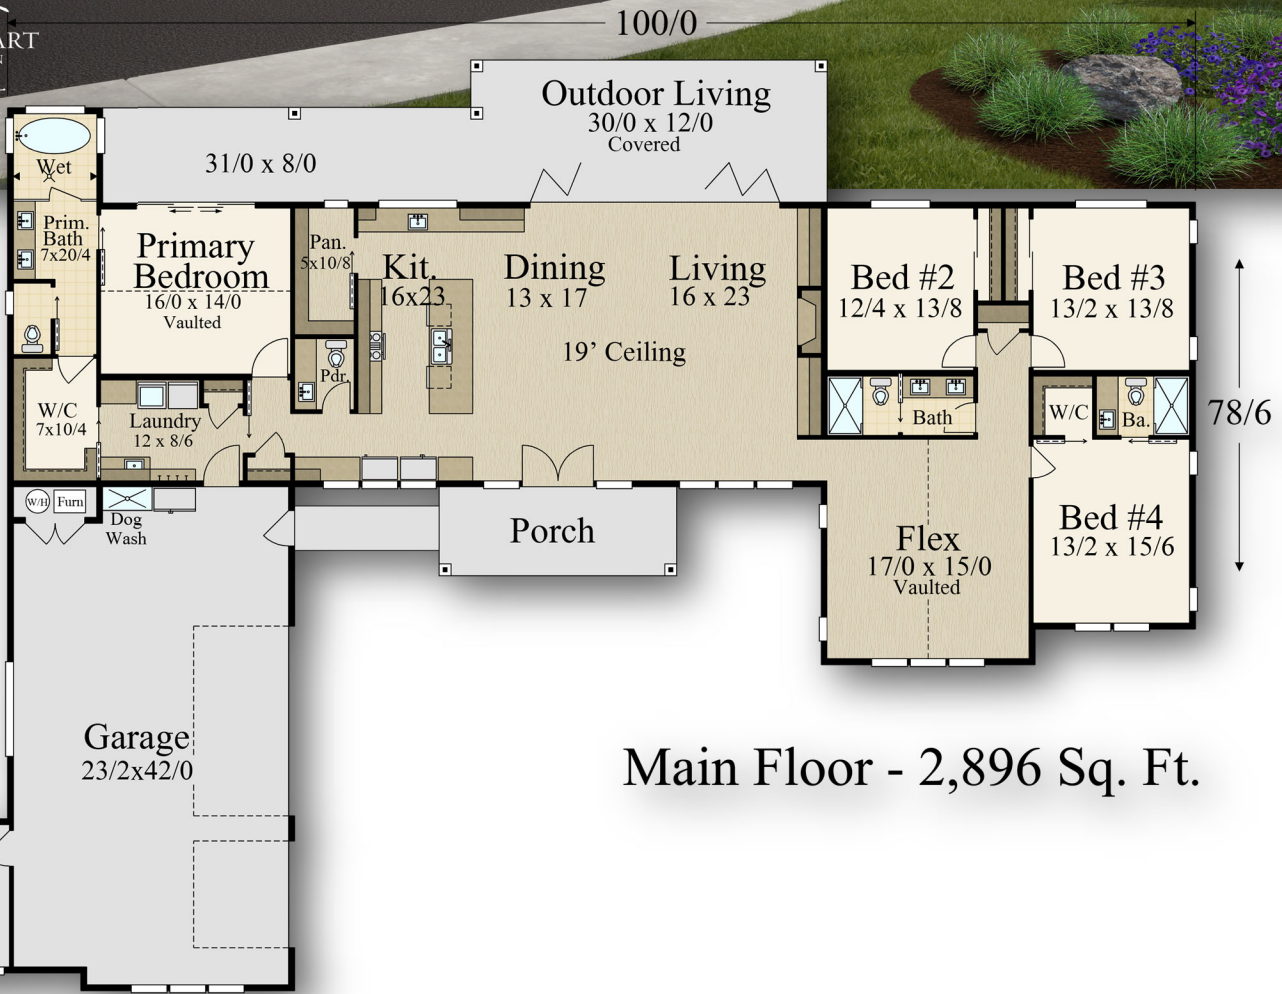 100/0
ART
Outdoor Living
30/0 x 12/0
Covered
31/0 x 8/0
Wet
Prim.
Bath
7x20/4
Primary
Bedroom
16/0 x 14/0
Vaulted
Pan.
5x10/8
Kit.
16x23
Dining
13 x 17
Living
16 x 23
19’ Ceiling
Bed #2
12/4 x 13/8
Bed #3
13/2 x 13/8
Pdr.
W/C
7x10/4
Laundry
12 x 8/6
Bath
W/C
Ba.
78/6
W/H
Furn
Dog
Wash
Porch
Flex
17/0 x 15/0
Vaulted
Bed #4
13/2 x 15/6
Garage
23/2x42/0
Main Floor - 2,896 Sq. Ft.